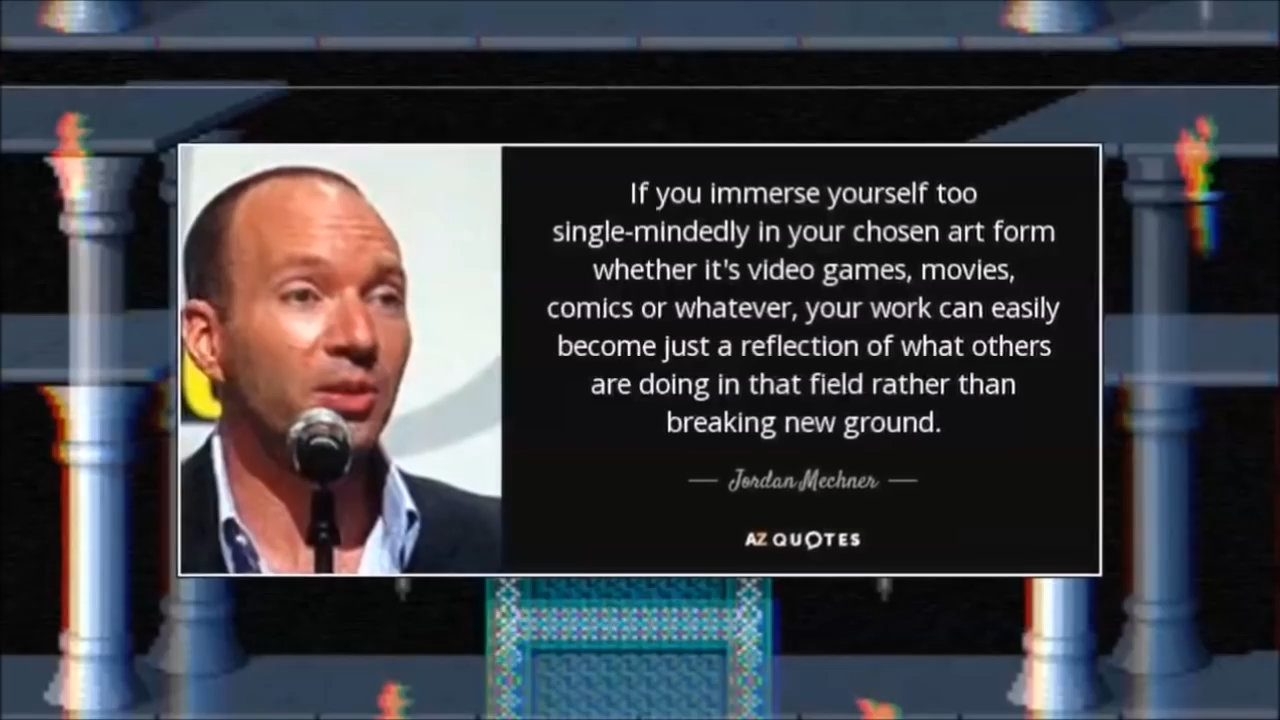 If you immerse yourself too
single-mindedly in your chosen art form
whether it's video games, movies,
comics or whatever, your work can easily
become just a reflection of what others
are doing in that field rather than
breaking new ground.
— Jordan Mechner —
AZ QUOTES